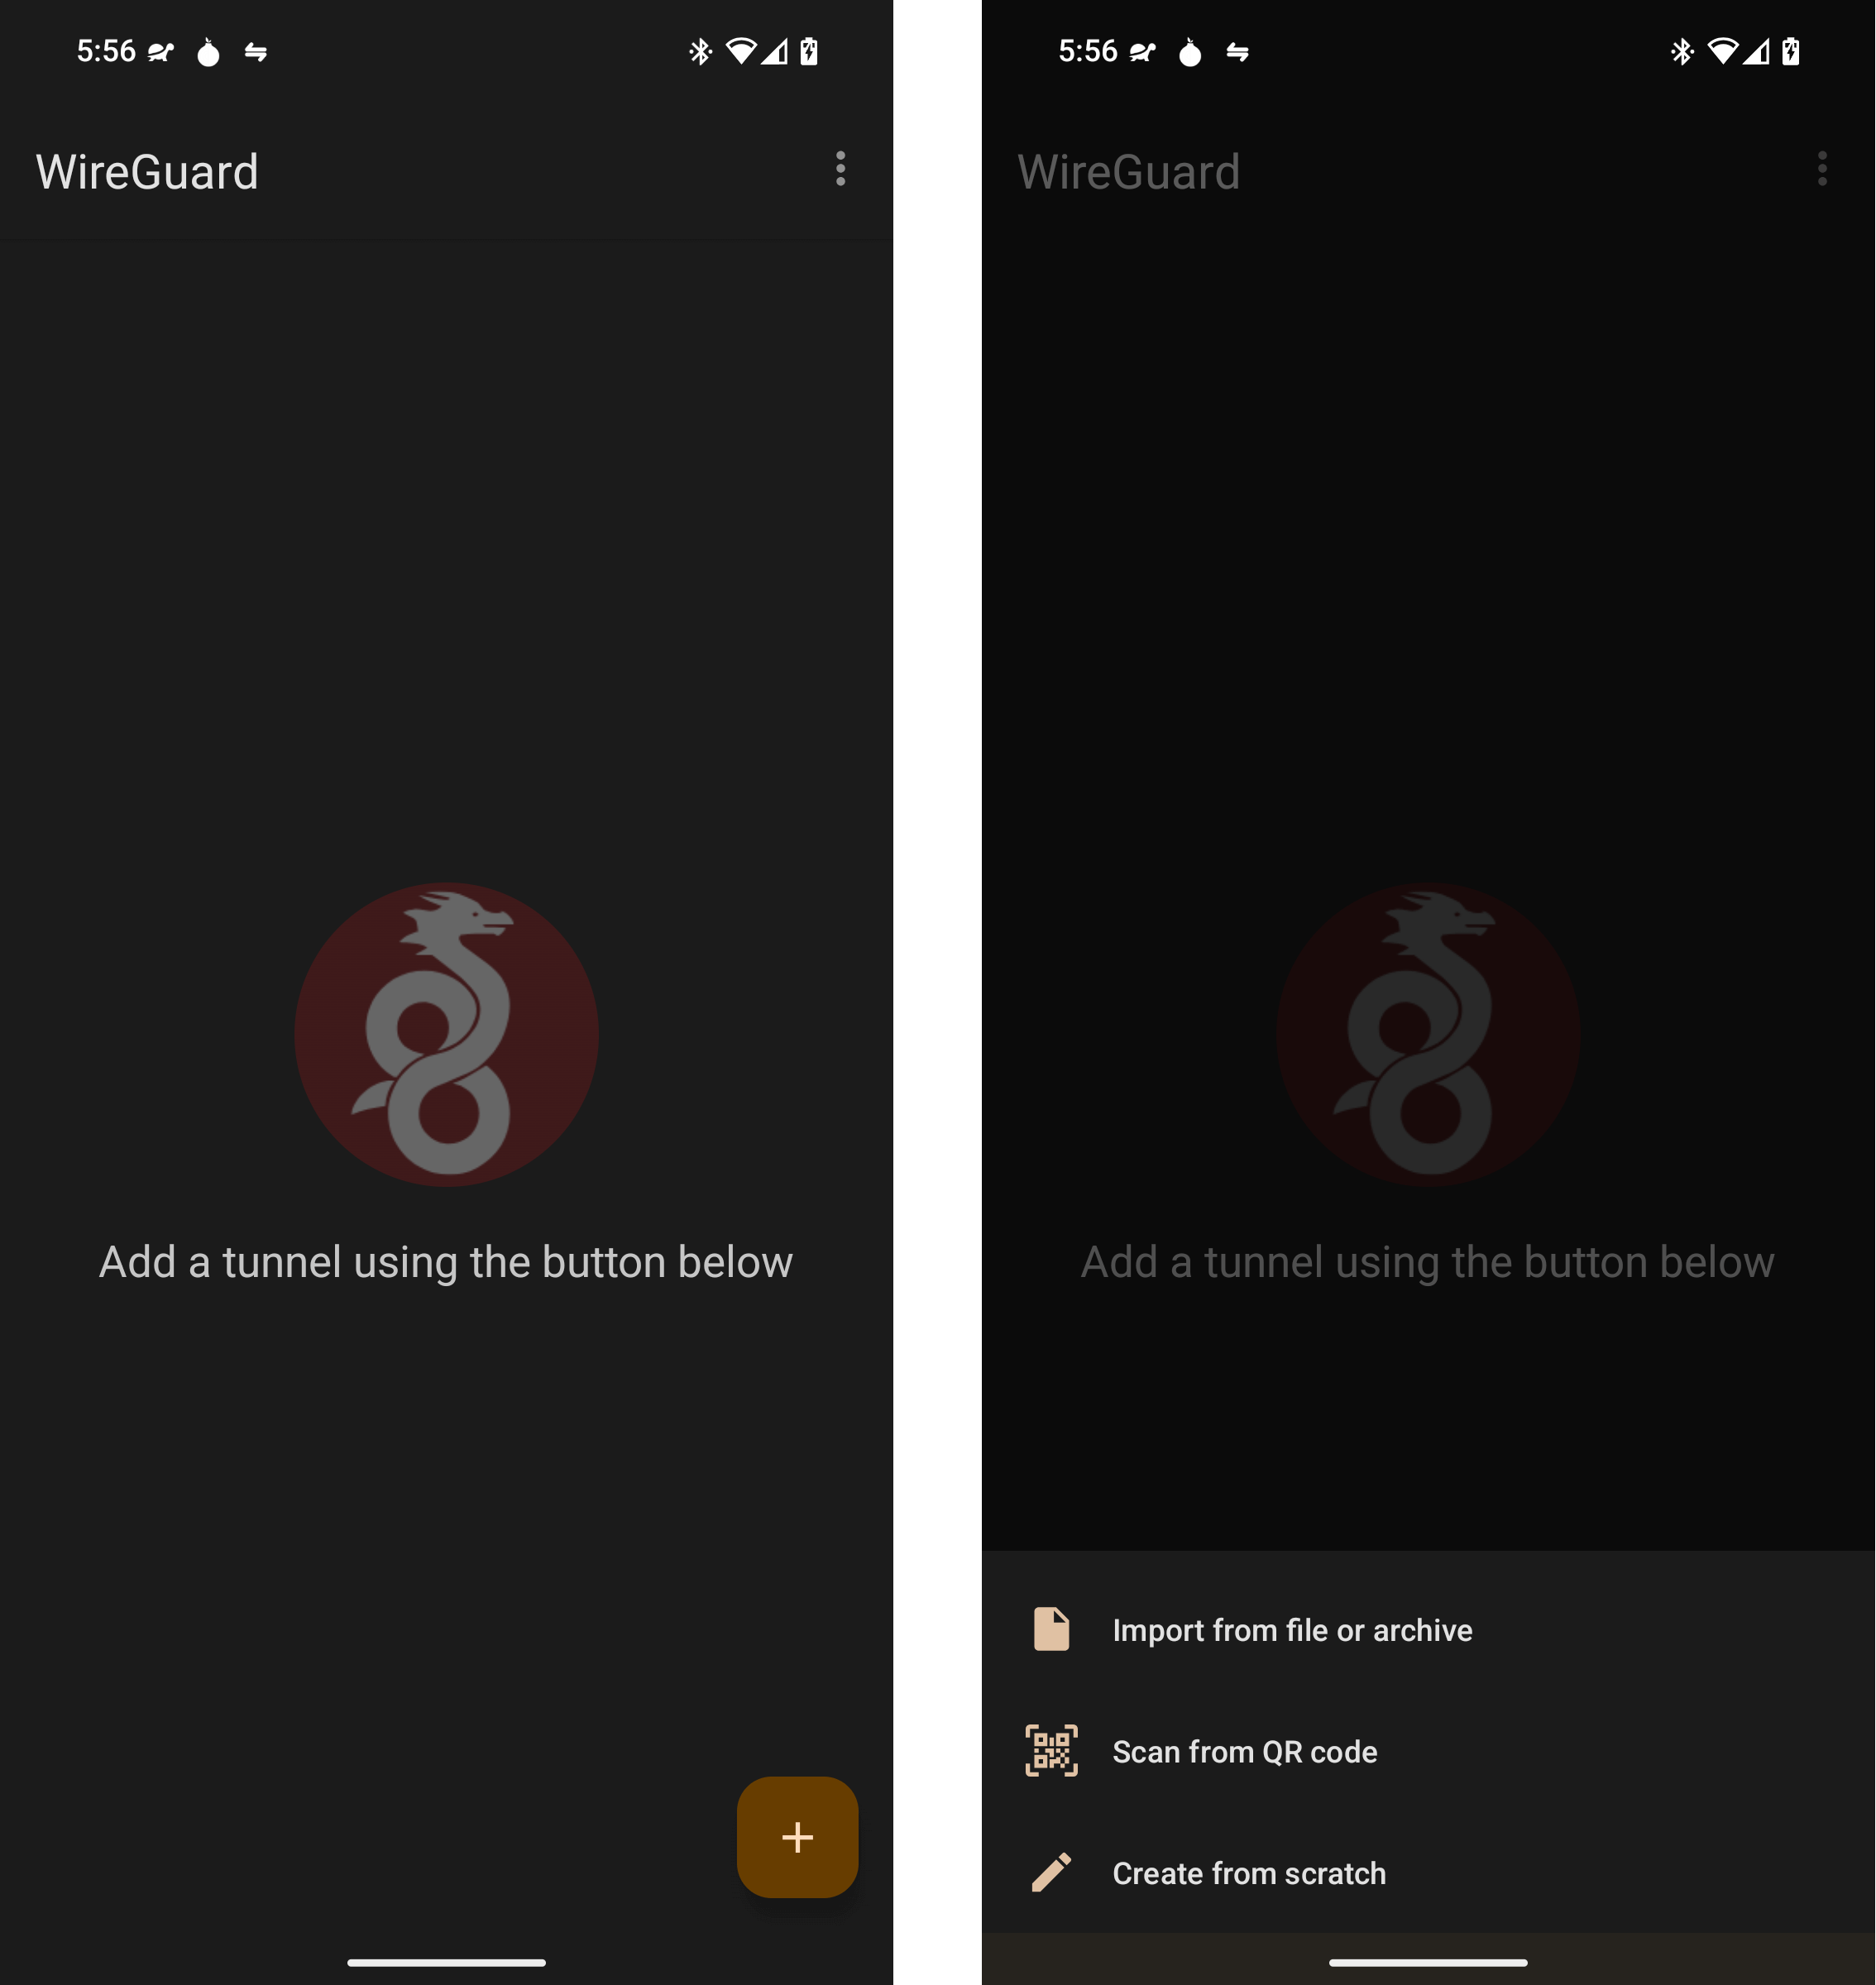 5:56
WireGuard
Add a tunnel using the button below
5:56
WireGuard
Add a tunnel using the button below
Import from file or archive
Scan from QR code
Create from scratch